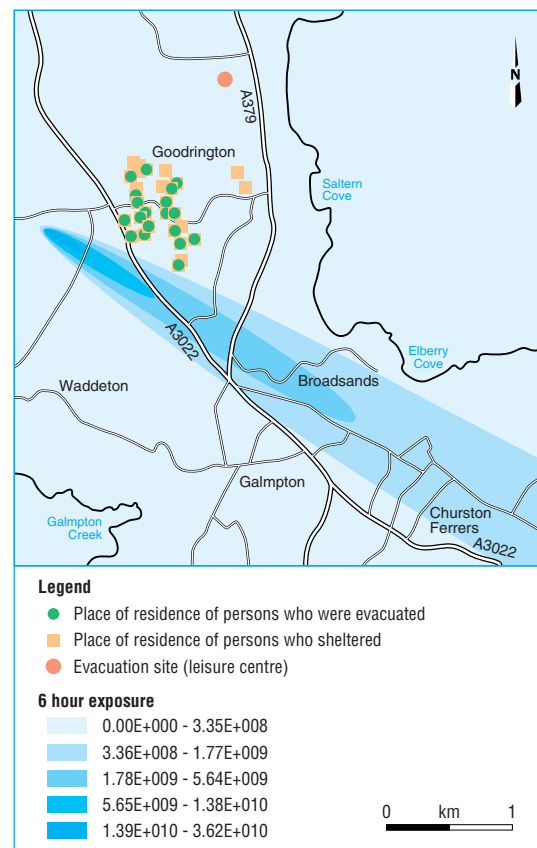 N
A379
Goodrington
Saltern
Cove
Elberry
Cove
A3022
Broadsands
Waddeton
Galmpton
Galmpton
Creek
Churston
Ferrers
A3022
Legend
Place of residence of persons who were evacuated
Place of residence of persons who sheltered
Evacuation site (leisure centre)
6 hour exposure
0.00E+000 - 3.35E+008
3.36E+008 - 1.77E+009
1.78E+009 - 5.64E+009
5.65E+009 - 1.38E+010
1.39E+010 - 3.62E+010
0 km 1